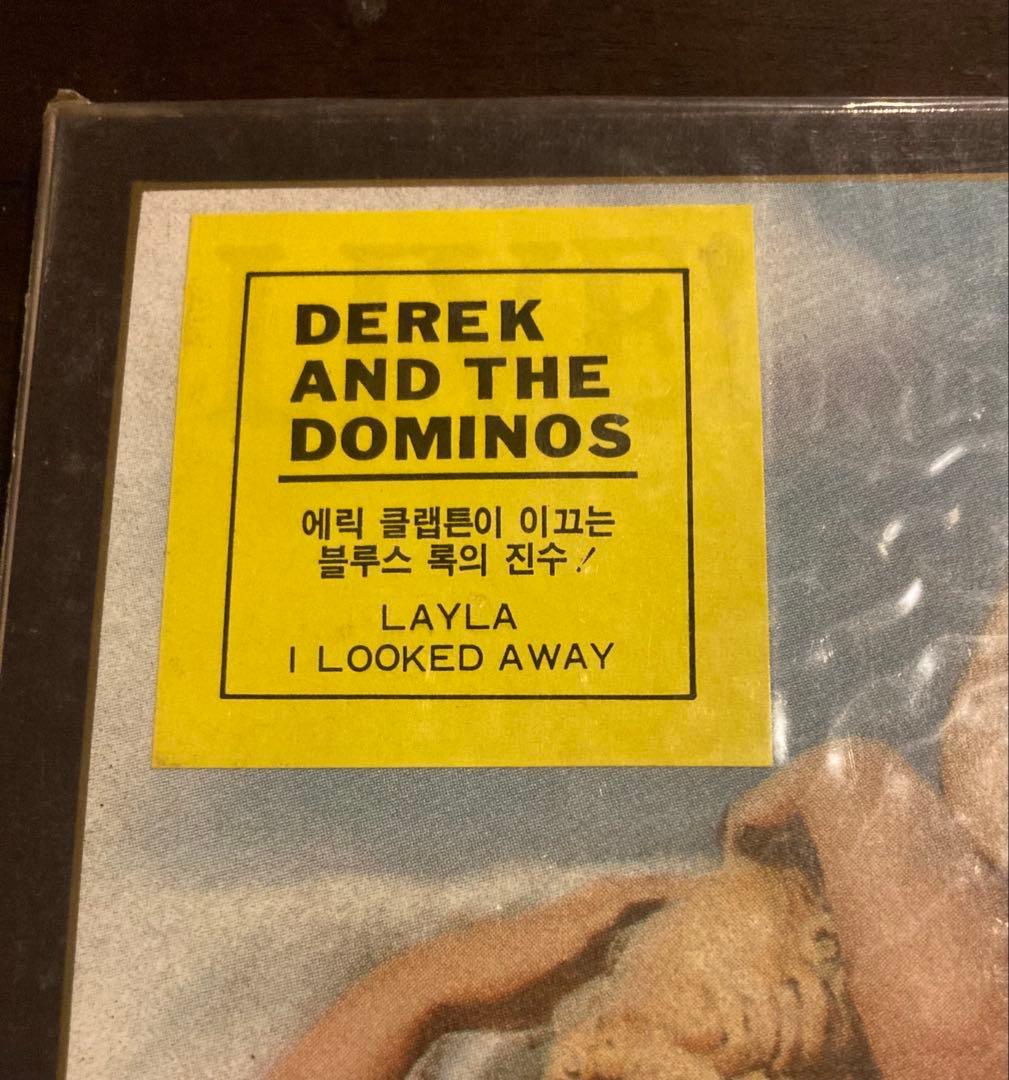 DEREK
AND THE
DOMINOS
에릭 클랩튼이 이끄는
블루스 록의 진수!
LAYLA
I LOOKED AWAY